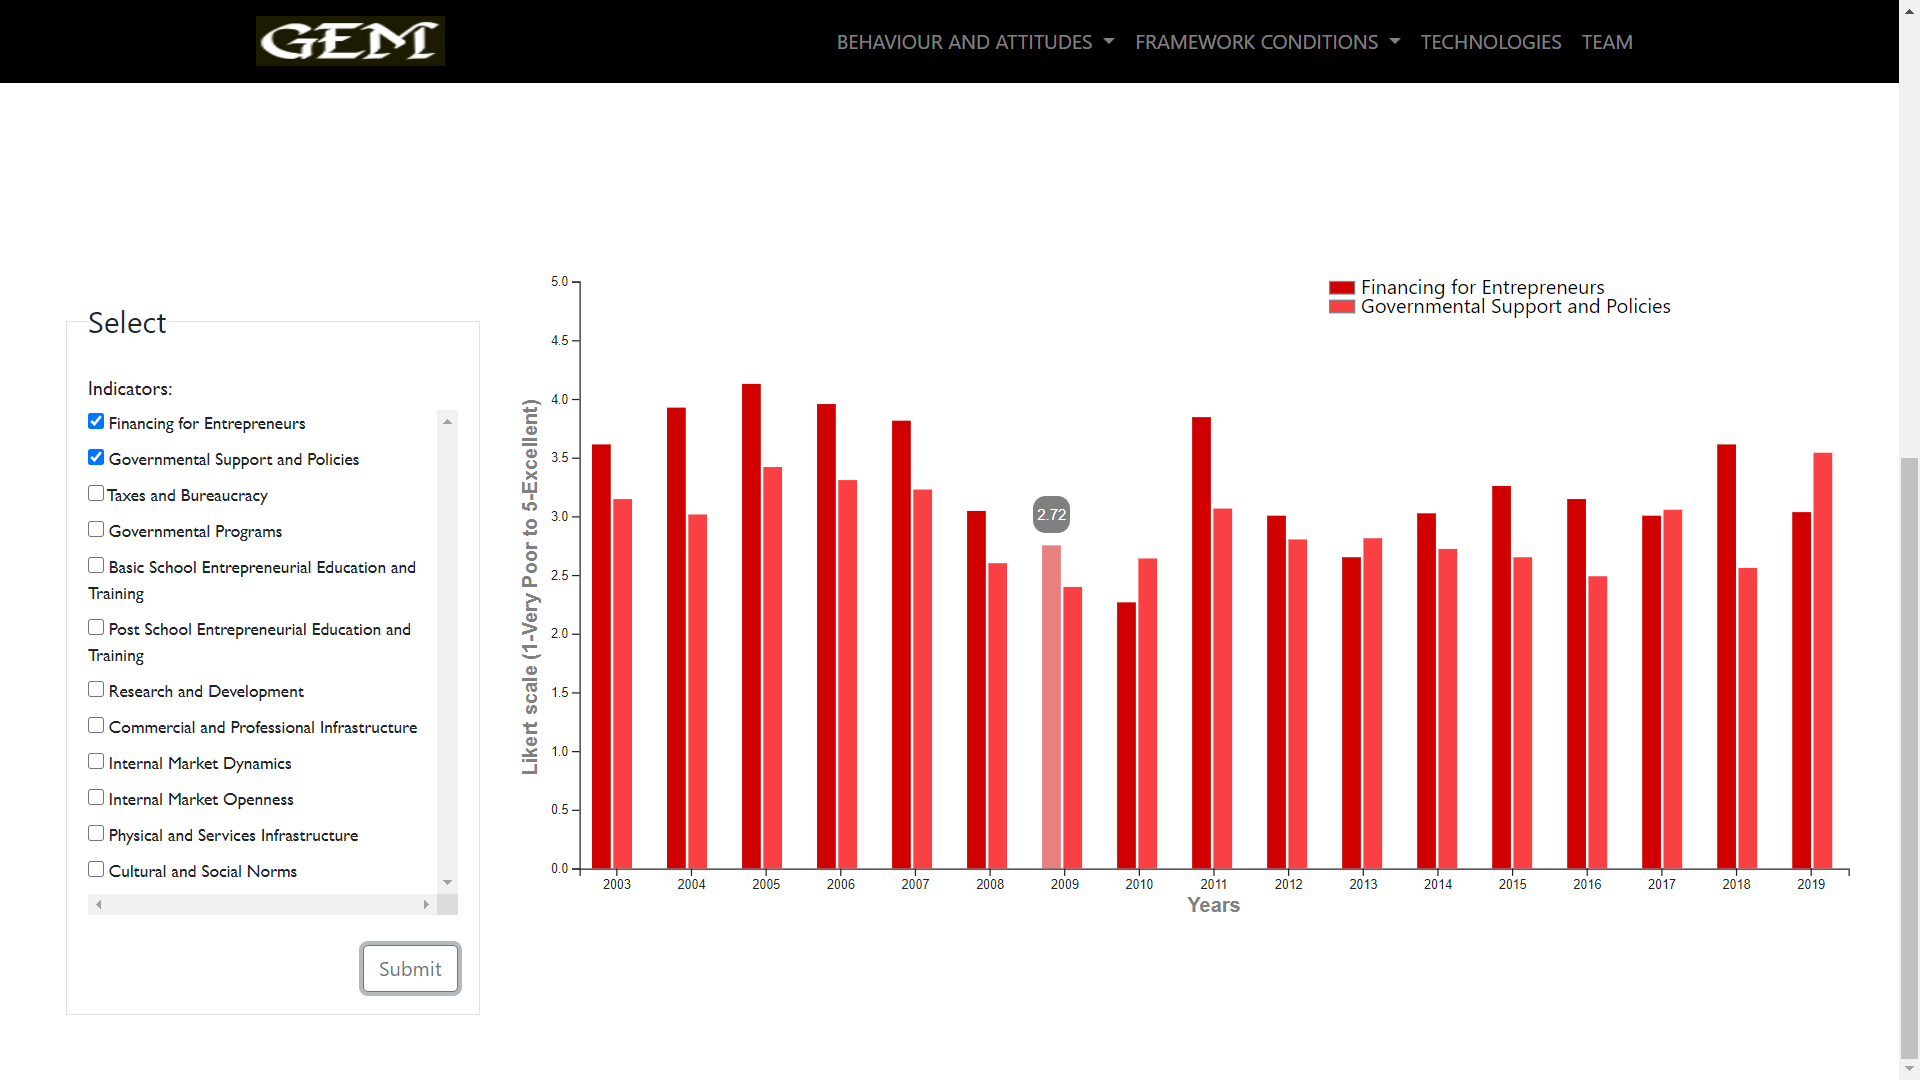 GEM
BEHAVIOUR AND ATTITUDES
FRAMEWORK CONDITIONS
TECHNOLOGIES
TEAM
Select
Indicators:
Financing for Entrepreneurs
Governmental Support and Policies
Taxes and Bureaucracy
Governmental Programs
Basic School Entrepreneurial Education and
Training
Post School Entrepreneurial Education and
Training
Research and Development
Commercial and Professional Infrastructure
Internal Market Dynamics
Internal Market Openness
Physical and Services Infrastructure
Cultural and Social Norms
Submit
Likert scale (1-Very Poor to 5-Excellent)
5.0
4.5
4.0
3.5
3.0
2.5
2.0
1.5
1.0
0.5
0.0
Financing for Entrepreneurs
Governmental Support and Policies
2.72
2003 2004 2005 2006 2007 2008 2009 2010 2011 2012 2013 2014 2015 2016 2017 2018 2019
Years